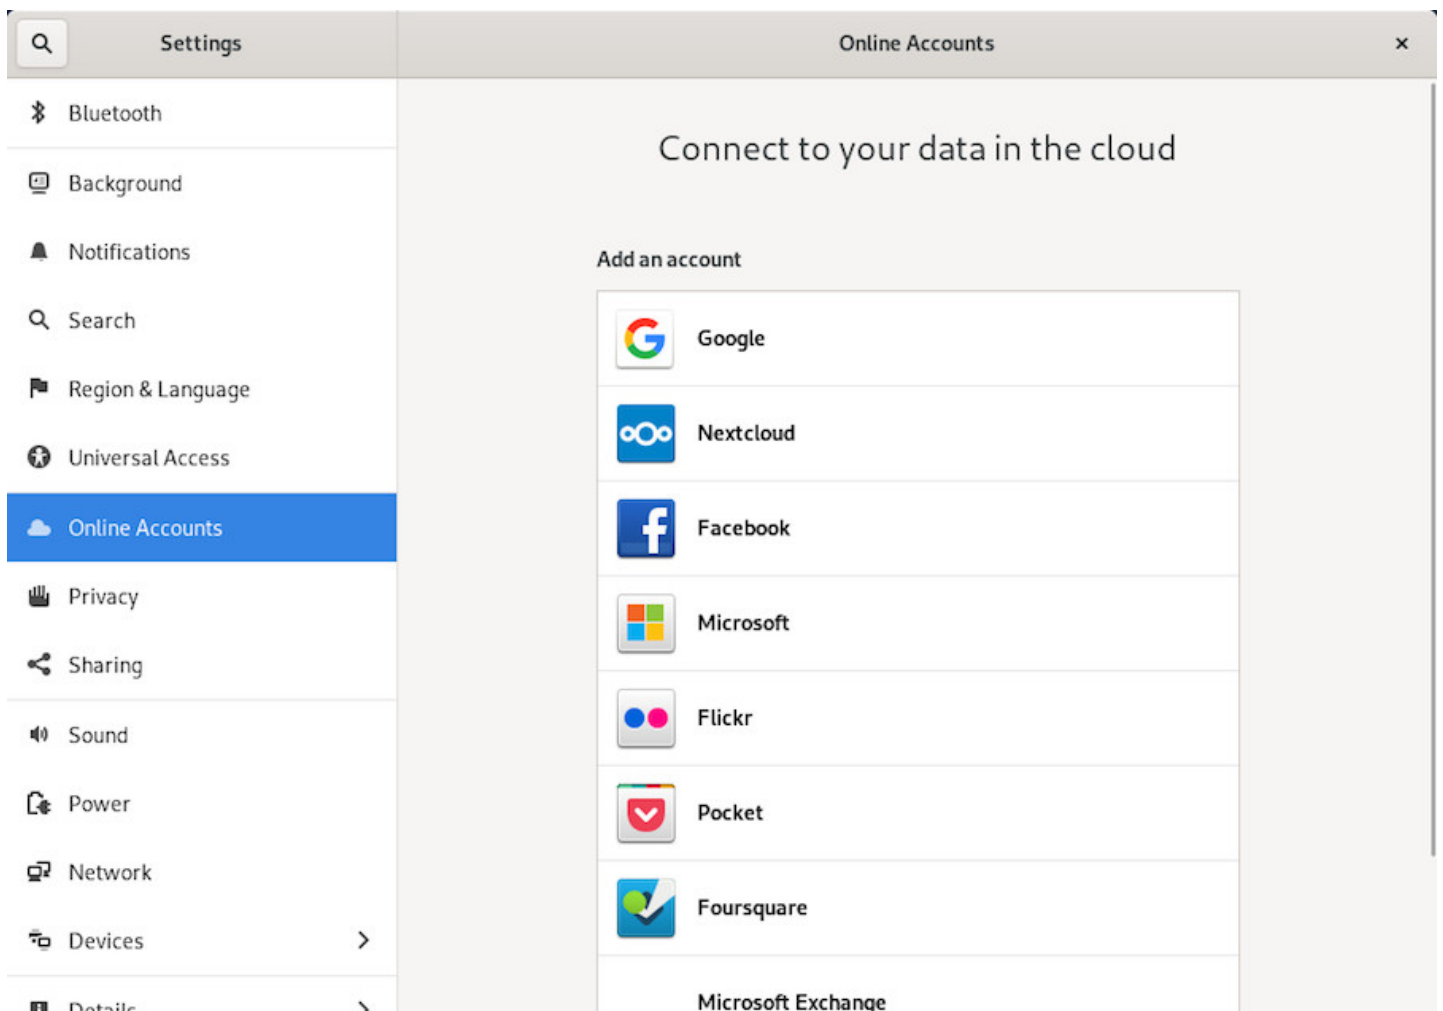 Settings
Online Accounts
Bluetooth
Background
Notifications
Search
Region & Language
Universal Access
Online Accounts
Privacy
Sharing
Sound
Power
Network
Devices
Details
Connect to your data in the cloud
Add an account
Google
Nextcloud
Facebook
Microsoft
Flickr
Pocket
Foursquare
Microsoft Exchange